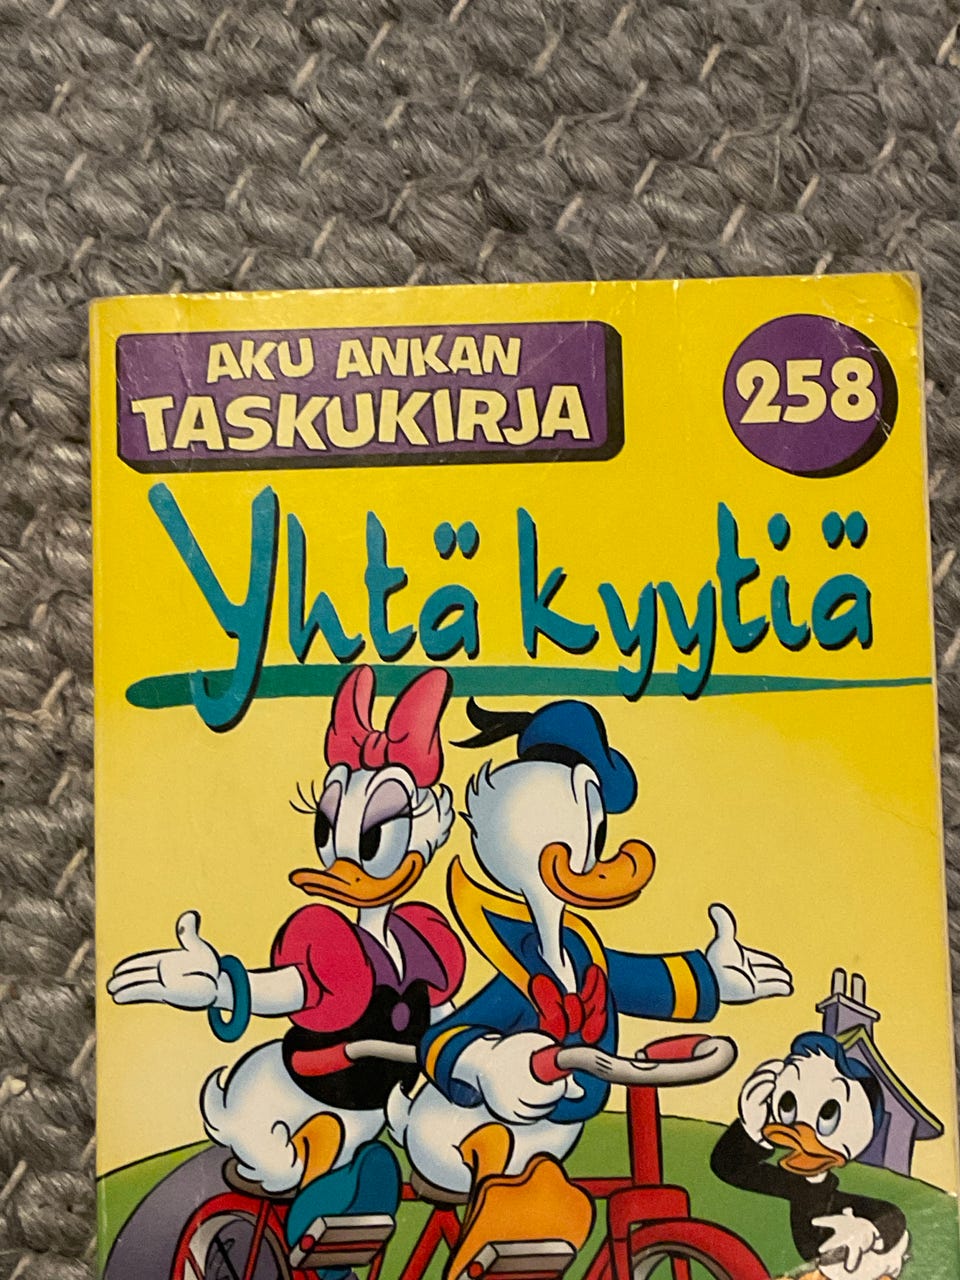 AKU ANKAN
TASKUKIRJA
258
Yhtä kyytiä